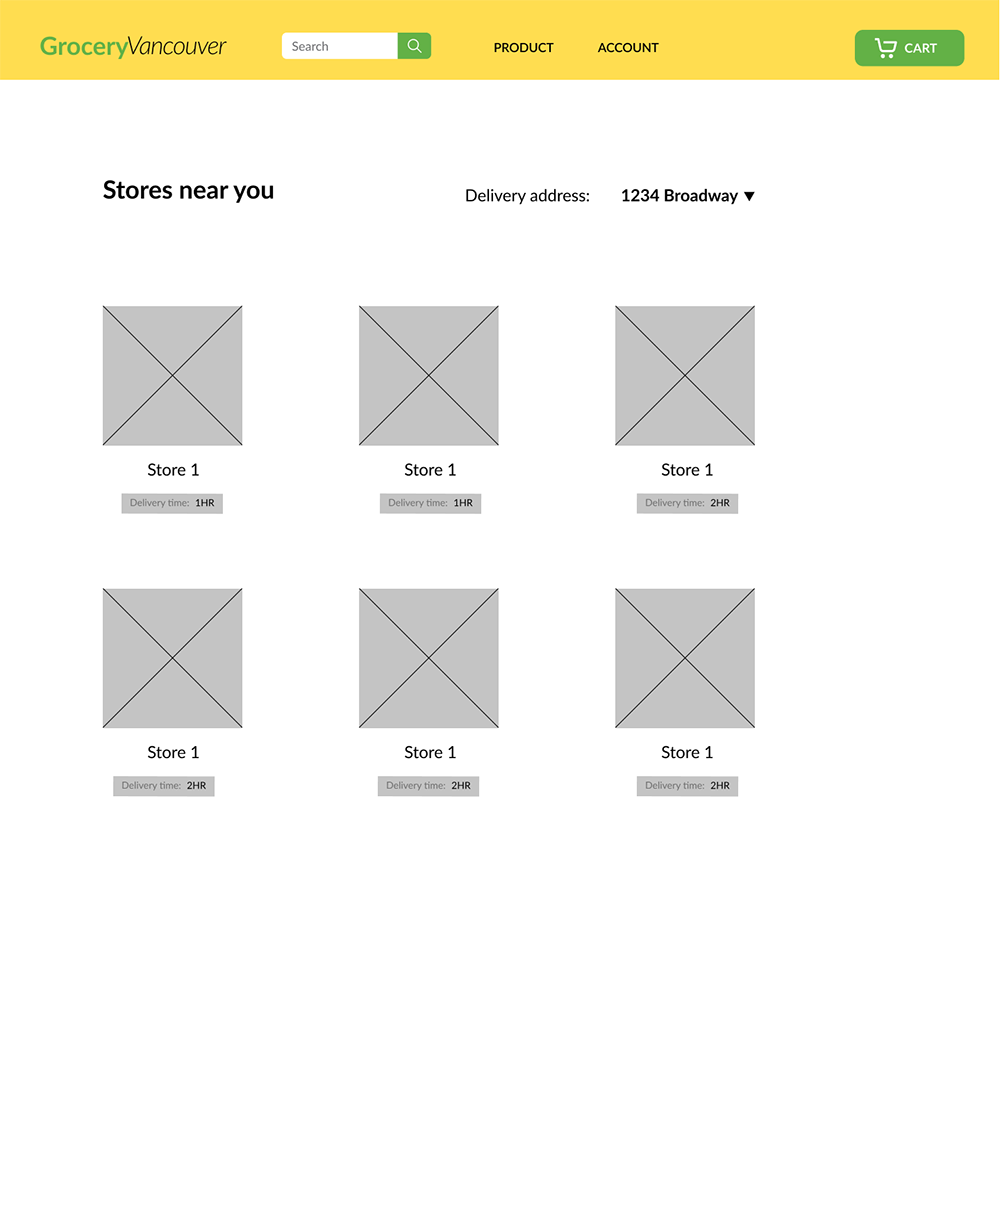 GroceryVancouver
Search
PRODUCT
ACCOUNT
CART
Stores near you
Delivery address:
1234 Broadway
Store 1
Store 1
Store 1
Delivery time: 1HR
Delivery time: 1HR
Delivery time: 2HR
Store 1
Store 1
Store 1
Delivery time: 2HR
Delivery time: 2HR
Delivery time: 2HR